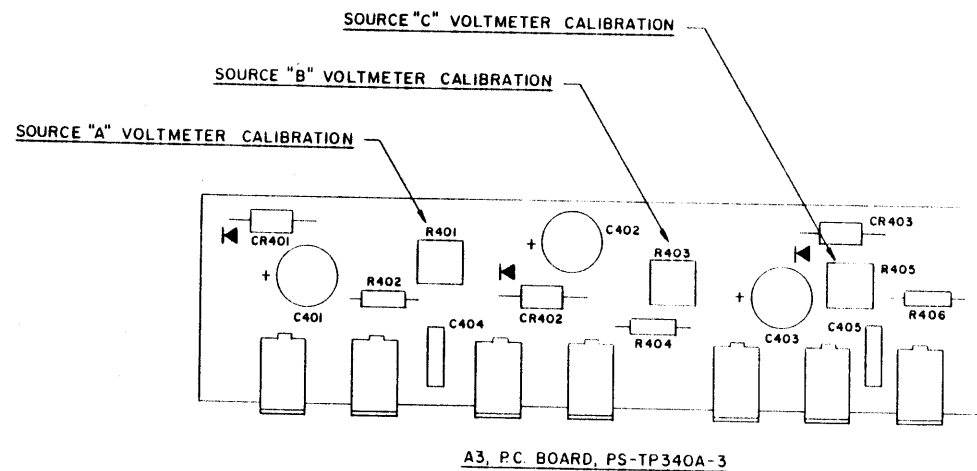 SOURCE "C" VOLTMETER CALIBRATION
SOURCE "B" VOLTMETER CALIBRATION
SOURCE "A" VOLTMETER CALIBRATION
CR401
R401
C402
CR403
R403
R402
R405
C401
C404
CR402
R404
C403
C405
R406
A3, P.C. BOARD, PS-TP340A-3